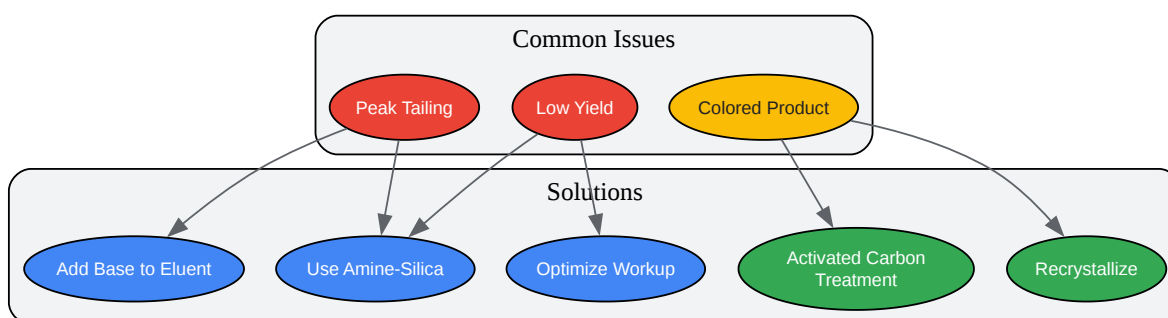 Common Issues
Peak Tailing
Low Yield
Colored Product
Solutions
Add Base to Eluent
Use Amine-Silica
Optimize Workup
Activated Carbon
Treatment
Recrystallize